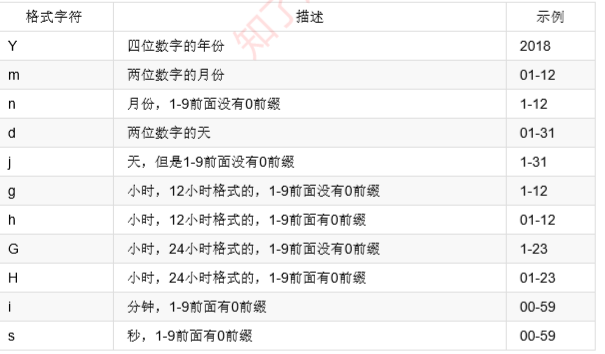 格式字符 描述 示例
Y 四位数字的年份 2018
m 两位数字的月份 01-12
n 月份，1-9前面没有0前缀 1-12
d 两位数字的天 01-31
j 天，但是1-9前面没有0前缀 1-31
g 小时，12小时格式的，1-9前面没有0前缀 1-12
h 小时，12小时格式的，1-9前面有0前缀 01-12
G 小时，24小时格式的，1-9前面没有0前缀 1-23
H 小时，24小时格式的，1-9前面有0前缀 01-23
i 分钟，1-9前面有0前缀 00-59
s 秒，1-9前面有0前缀 00-59
知了